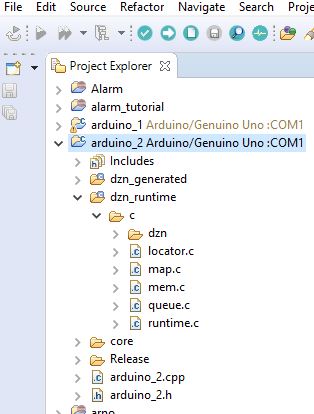 File Edit Source Refactor Navigate Search Proje
Project Explorer
Alarm
alarm_tutorial
arduino_1 Arduino/Genuino Uno :COM1
arduino_2 Arduino/Genuino Uno :COM1
Includes
dzn_generated
dzn_runtime
c
dzn
locator.c
map.c
mem.c
queue.c
runtime.c
core
Release
arduino_2.cpp
arduino_2.h